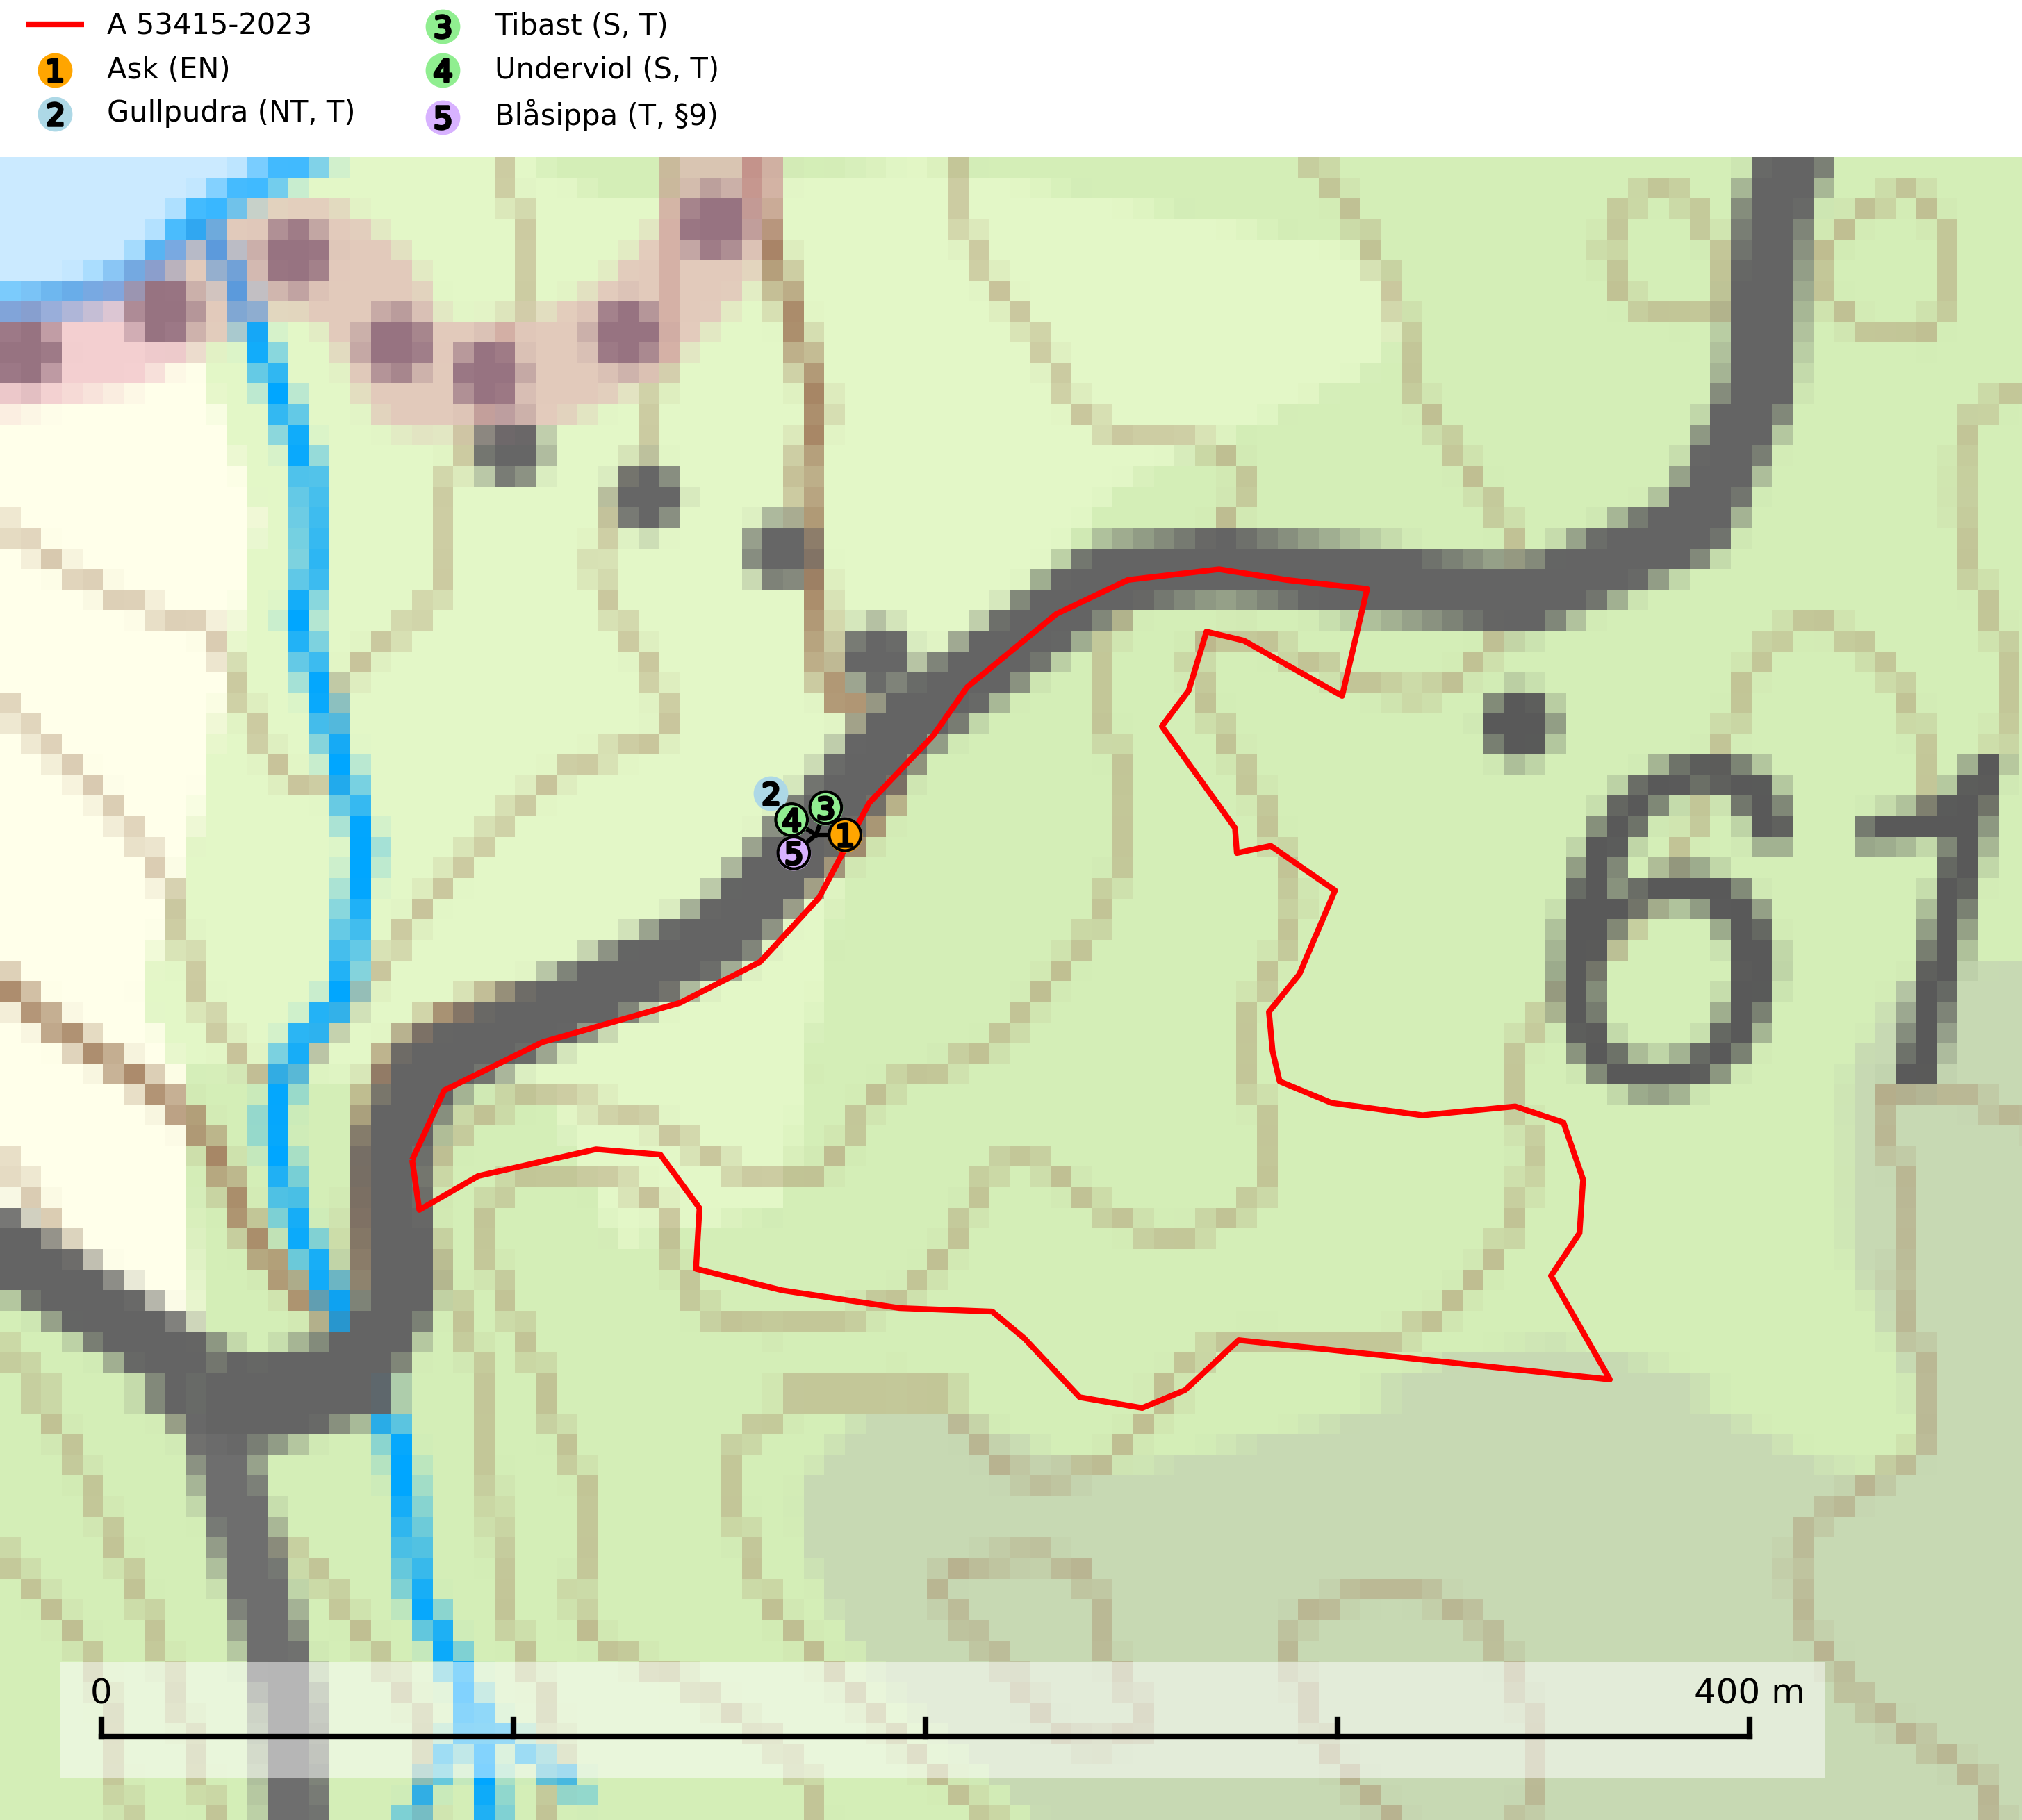 A 53415-2023
1 Ask (EN)
2 Gullpudra (NT, T)
3 Tibast (S, T)
4 Underviol (S, T)
5 Blåsippa (T, §9)
2
3
4
1
5
61
0 400 m